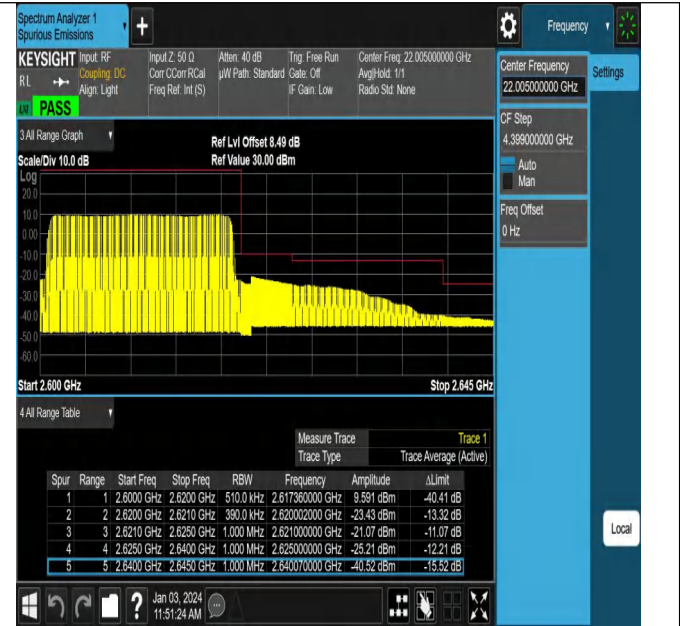 Spectrum Analyzer 1
Spurious Emissions
+
Frequency
KEYSIGHT Input: RF Input Z: 50 Ω Atten: 40 dB Trig: Free Run Center Freq: 22.005000000 GHz
RL Coupling: DC Corr CCorr RCal µW Path: Standard Gate: Off Avg|Hold: 1/1
Align: Light Freq Ref: Int (S) IF Gain: Low Radio Std: None
PASS
Center Frequency
22.005000000 GHz
Settings
CF Step
4.399000000 GHz
Auto
Man
Freq Offset
0 Hz
3 All Range Graph
Ref Lvl Offset 8.49 dB
Scale/Div 10.0 dB Ref Value 30.00 dBm
Log
20.0
10.0
0.00
-10.0
-20.0
-30.0
-40.0
-50.0
-60.0
Start 2.600 GHz Stop 2.645 GHz
4 All Range Table
Measure Trace Trace 1
Trace Type Trace Average (Active)
Spur Range Start Freq Stop Freq RBW Frequency Amplitude ΔLimit
1 1 2.6000 GHz 2.6200 GHz 510.0 kHz 2.617360000 GHz 9.591 dBm -40.41 dB
2 2 2.6200 GHz 2.6210 GHz 390.0 kHz 2.620002000 GHz -23.43 dBm -13.32 dB
3 3 2.6210 GHz 2.6250 GHz 1.000 MHz 2.621000000 GHz -21.07 dBm -11.07 dB
4 4 2.6250 GHz 2.6400 GHz 1.000 MHz 2.625000000 GHz -25.21 dBm -12.21 dB
5 5 2.6400 GHz 2.6450 GHz 1.000 MHz 2.640070000 GHz -40.52 dBm -15.52 dB
Local
? Jan 03, 2024
11:51:24 AM